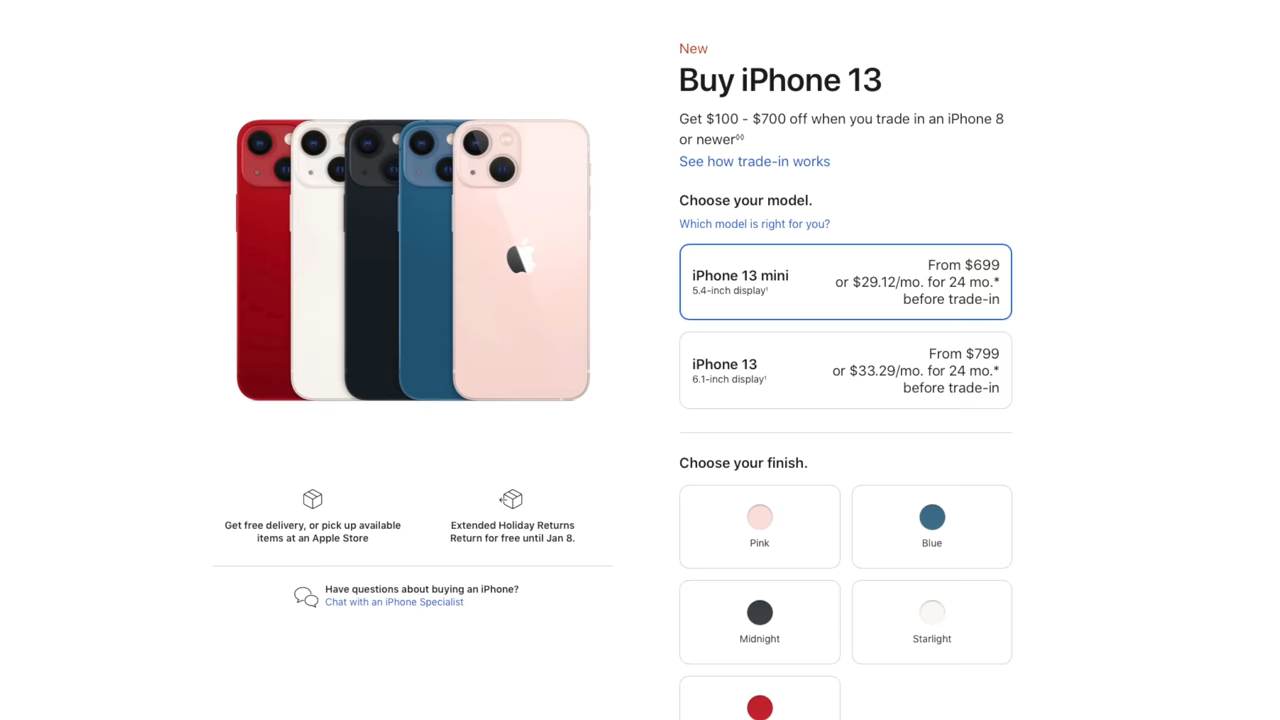 New
Buy iPhone 13
Get $100 - $700 off when you trade in an iPhone 8
or newer◊◊
See how trade-in works
Choose your model.
Which model is right for you?
iPhone 13 mini
5.4-inch display¹
From $699
or $29.12/mo. for 24 mo.*
before trade-in
iPhone 13
6.1-inch display¹
From $799
or $33.29/mo. for 24 mo.*
before trade-in
Choose your finish.
Pink
Blue
Midnight
Starlight
Get free delivery, or pick up available
items at an Apple Store
Extended Holiday Returns
Return for free until Jan 8.
Have questions about buying an iPhone?
Chat with an iPhone Specialist